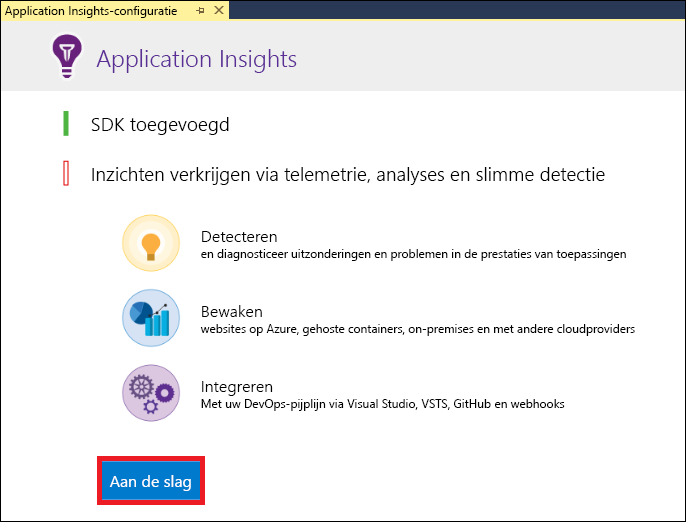 Application Insights-configuratie
Application Insights
SDK toegevoegd
Inzichten verkrijgen via telemetrie, analyses en slimme detectie
Detecteren
en diagnosticeer uitzonderingen en problemen in de prestaties van toepassingen
Bewaken
websites op Azure, gehoste containers, on-premises en met andere cloudproviders
Integreren
Met uw DevOps-pijplijn via Visual Studio, VSTS, GitHub en webhooks
Aan de slag